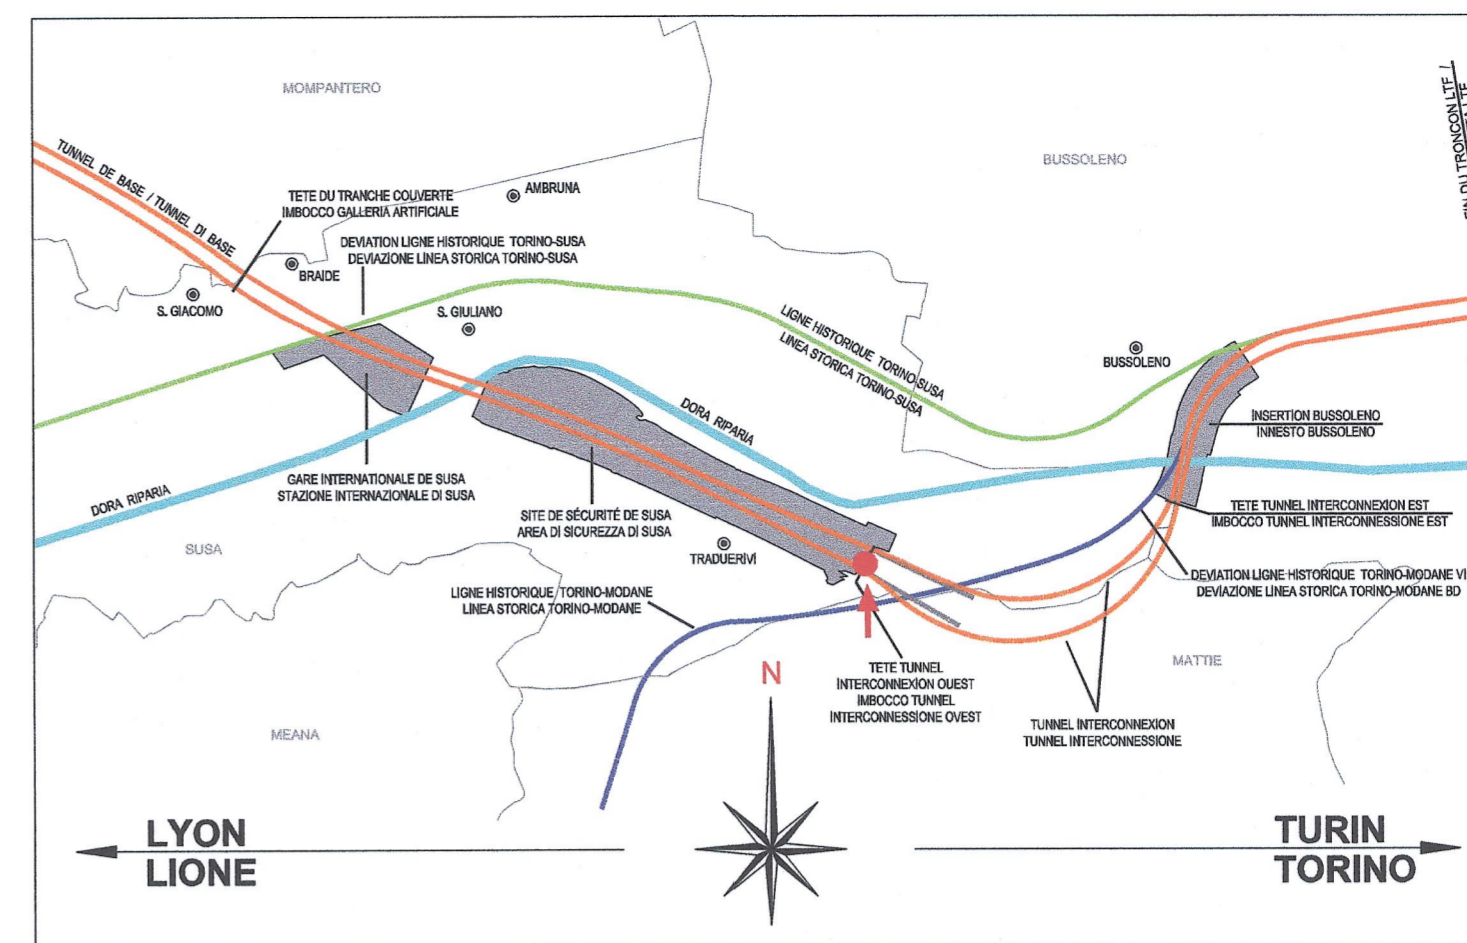 MOMPANTERO
BUSSOLENO
FIN DU TRONCON LTF /
TUNNEL DE BASE / TUNNEL DI BASE
TETE DU TRANCHE COUVERTE
IMBOCCO GALLERIA ARTIFICIALE
AMBRUNA
DEVIATION LIGNE HISTORIQUE TORINO-SUSA
DEVIAZIONE LINEA STORICA TORINO-SUSA
BRAIDE
S. GIACOMO
S. GIULIANO
LIGNE HISTORIQUE TORINO-SUSA
LINEA STORICA TORINO-SUSA
BUSSOLENO
INSERTION BUSSOLENO
INNESTO BUSSOLENO
DORA RIPARIA
GARE INTERNATIONALE DE SUSA
STAZIONE INTERNAZIONALE DI SUSA
DORA RIPARIA
SITE DE SÉCURITÉ DE SUSA
AREA DI SICUREZZA DI SUSA
TETE TUNNEL INTERCONNEXION EST
IMBOCCO TUNNEL INTERCONNESSIONE EST
SUSA
TRADUERIVI
DEVIATION LIGNE HISTORIQUE TORINO-MODANE VI
DEVIAZIONE LINEA STORICA TORINO-MODANE BD
LIGNE HISTORIQUE TORINO-MODANE
LINEA STORICA TORINO-MODANE
MATTIE
TETE TUNNEL
INTERCONNEXION OUEST
IMBOCCO TUNNEL
INTERCONNESSIONE OVEST
N
MEANA
TUNNEL INTERCONNEXION
TUNNEL INTERCONNESSIONE
LYON
LIONE
TURIN
TORINO